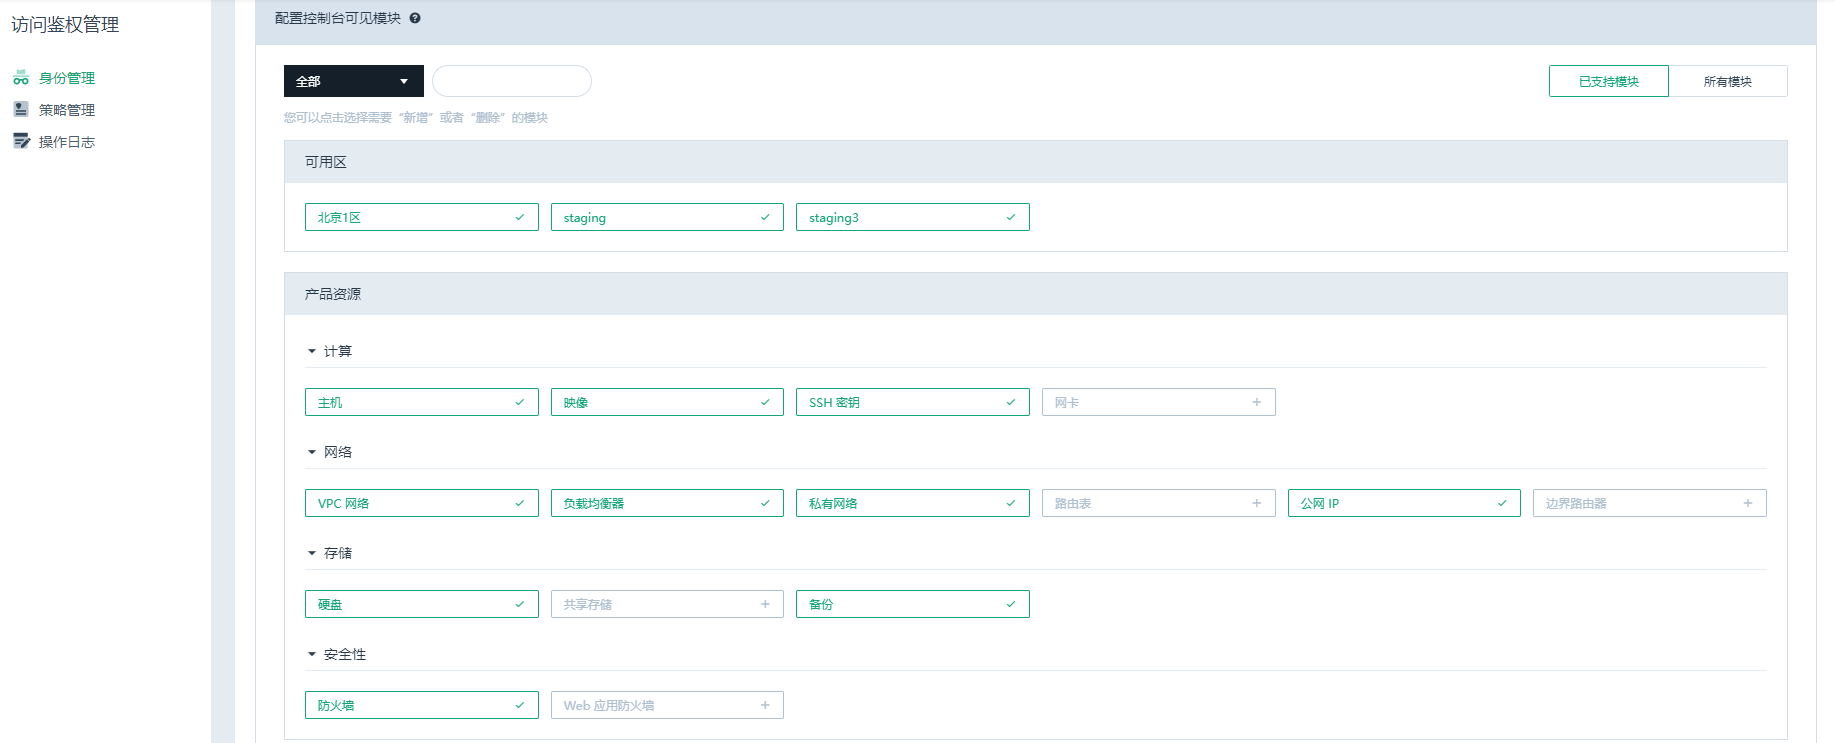 访问鉴权管理
身份管理
策略管理
操作日志
配置控制台可见模块
全部
已支持模块 所有模块
您可以点击选择需要“新增”或者“删除”的模块
可用区
北京1区 staging staging3
产品资源
计算
主机 映像 SSH 密钥 网卡
网络
VPC 网络 负载均衡器 私有网络 路由表 公网 IP 边界路由器
存储
硬盘 共享存储 备份
安全性
防火墙 Web 应用防火墙